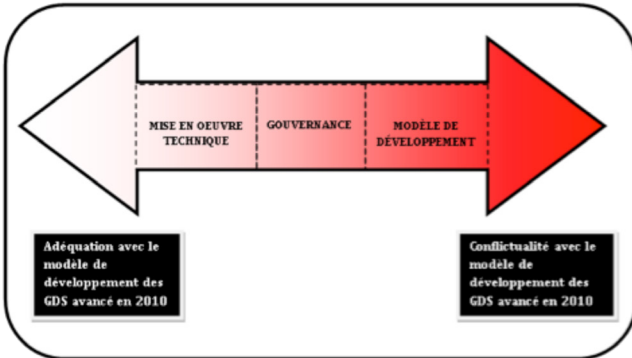 MISE EN OEUVRE
TECHNIQUE
GOUVERNANCE
MODÈLE DE
DÉVELOPPEMENT
Adéquation avec le
modèle de
développement des
GDS avancé en 2010
Conflictualité avec le
modèle de
développement des
GDS avancé en 2010